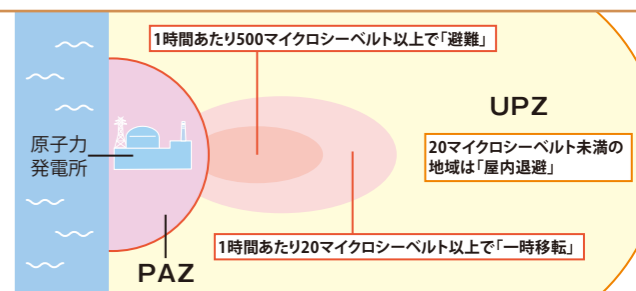 1時間あたり500マイクロシーベルト以上で「避難」
UPZ
原子力
発電所
20マイクロシーベルト未満の
地域は「屋内退避」
1時間あたり20マイクロシーベルト以上で「一時移転」
PAZ